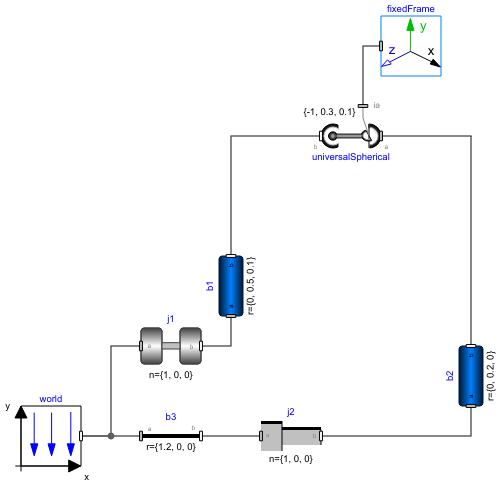 fixedFrame
y
z
x
{-1, 0.3, 0.1}
ia
b
a
universalSpherical
b
b1
r={0, 0.5, 0.1}
a
j1
a
b
n={1, 0, 0}
b
b2
r={0, 0.2, 0}
a
world
y
x
b3
a
b
r={1.2, 0, 0}
j2
a
b
n={1, 0, 0}